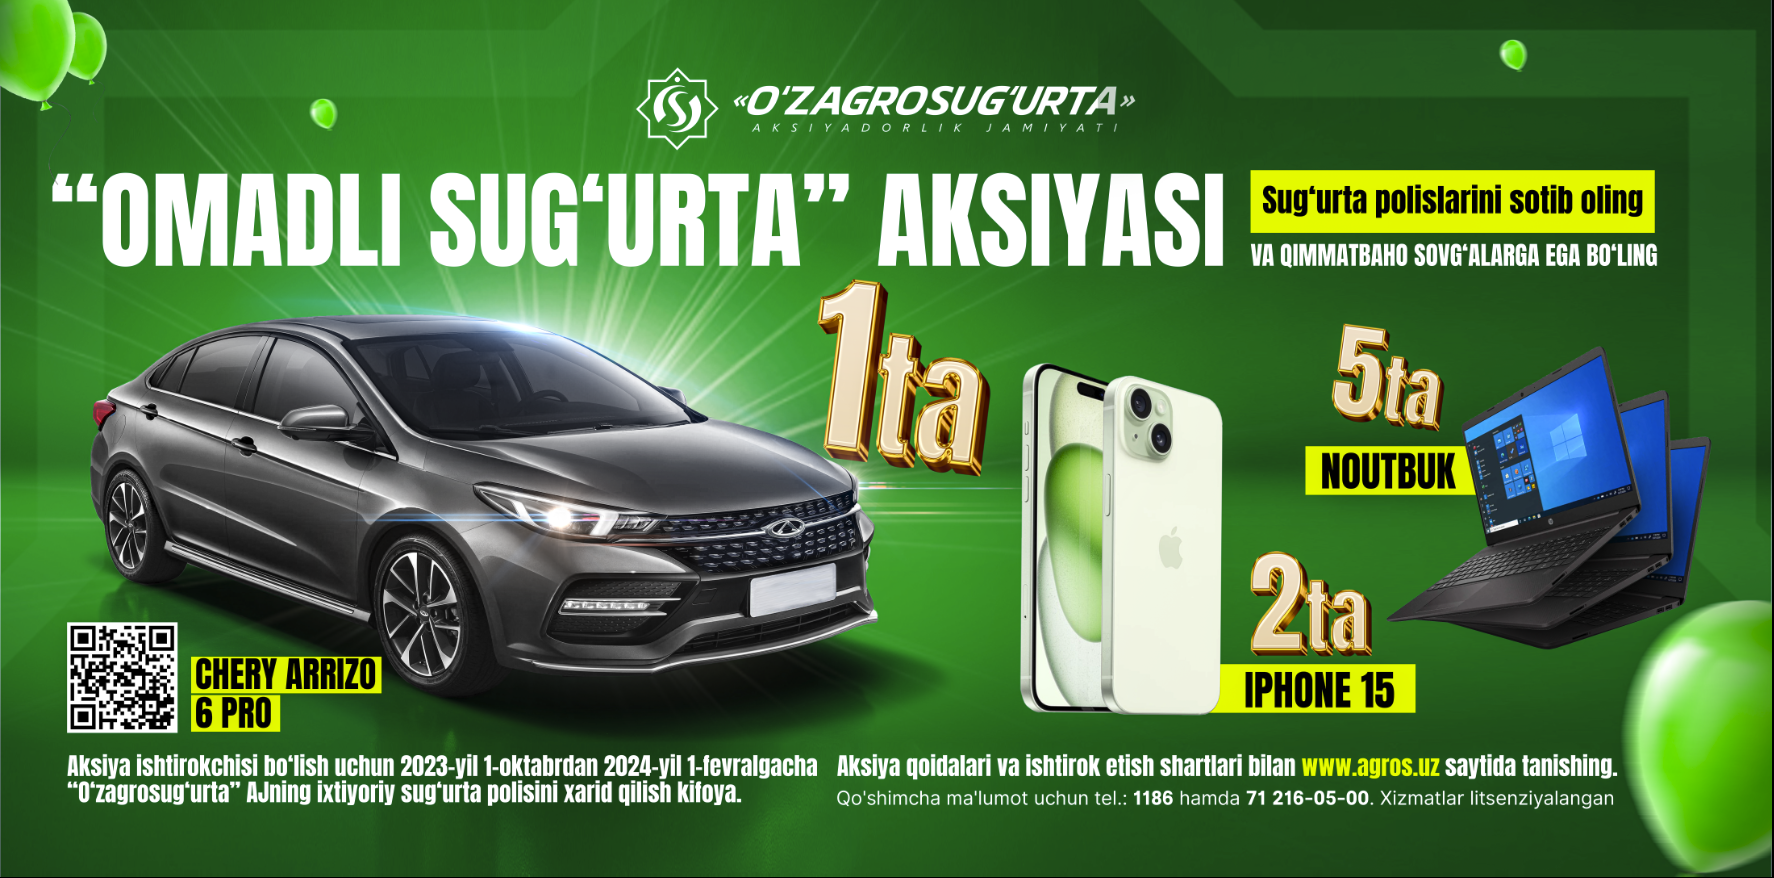 «O‘ZAGROSUG‘URTA»
AKSIYADORLIK JAMIYATI
“OMADLI SUG‘URTA” AKSIYASI
Sug‘urta polislarini sotib oling
VA QIMMATBAHO SOVG‘ALARGA EGA BO‘LING
1ta
5ta
NOUTBUK
2ta
IPHONE 15
CHERY ARRIZO
6 PRO
Aksiya ishtirokchisi bo‘lish uchun 2023-yil 1-oktabrdan 2024-yil 1-fevralgacha
“O‘zagrosug‘urta” AJning ixtiyoriy sug‘urta polisini xarid qilish kifoya.
Aksiya qoidalari va ishtirok etish shartlari bilan www.agros.uz saytida tanishing.
Qo'shimcha ma'lumot uchun tel.: 1186 hamda 71 216-05-00. Xizmatlar litsenziyalangan